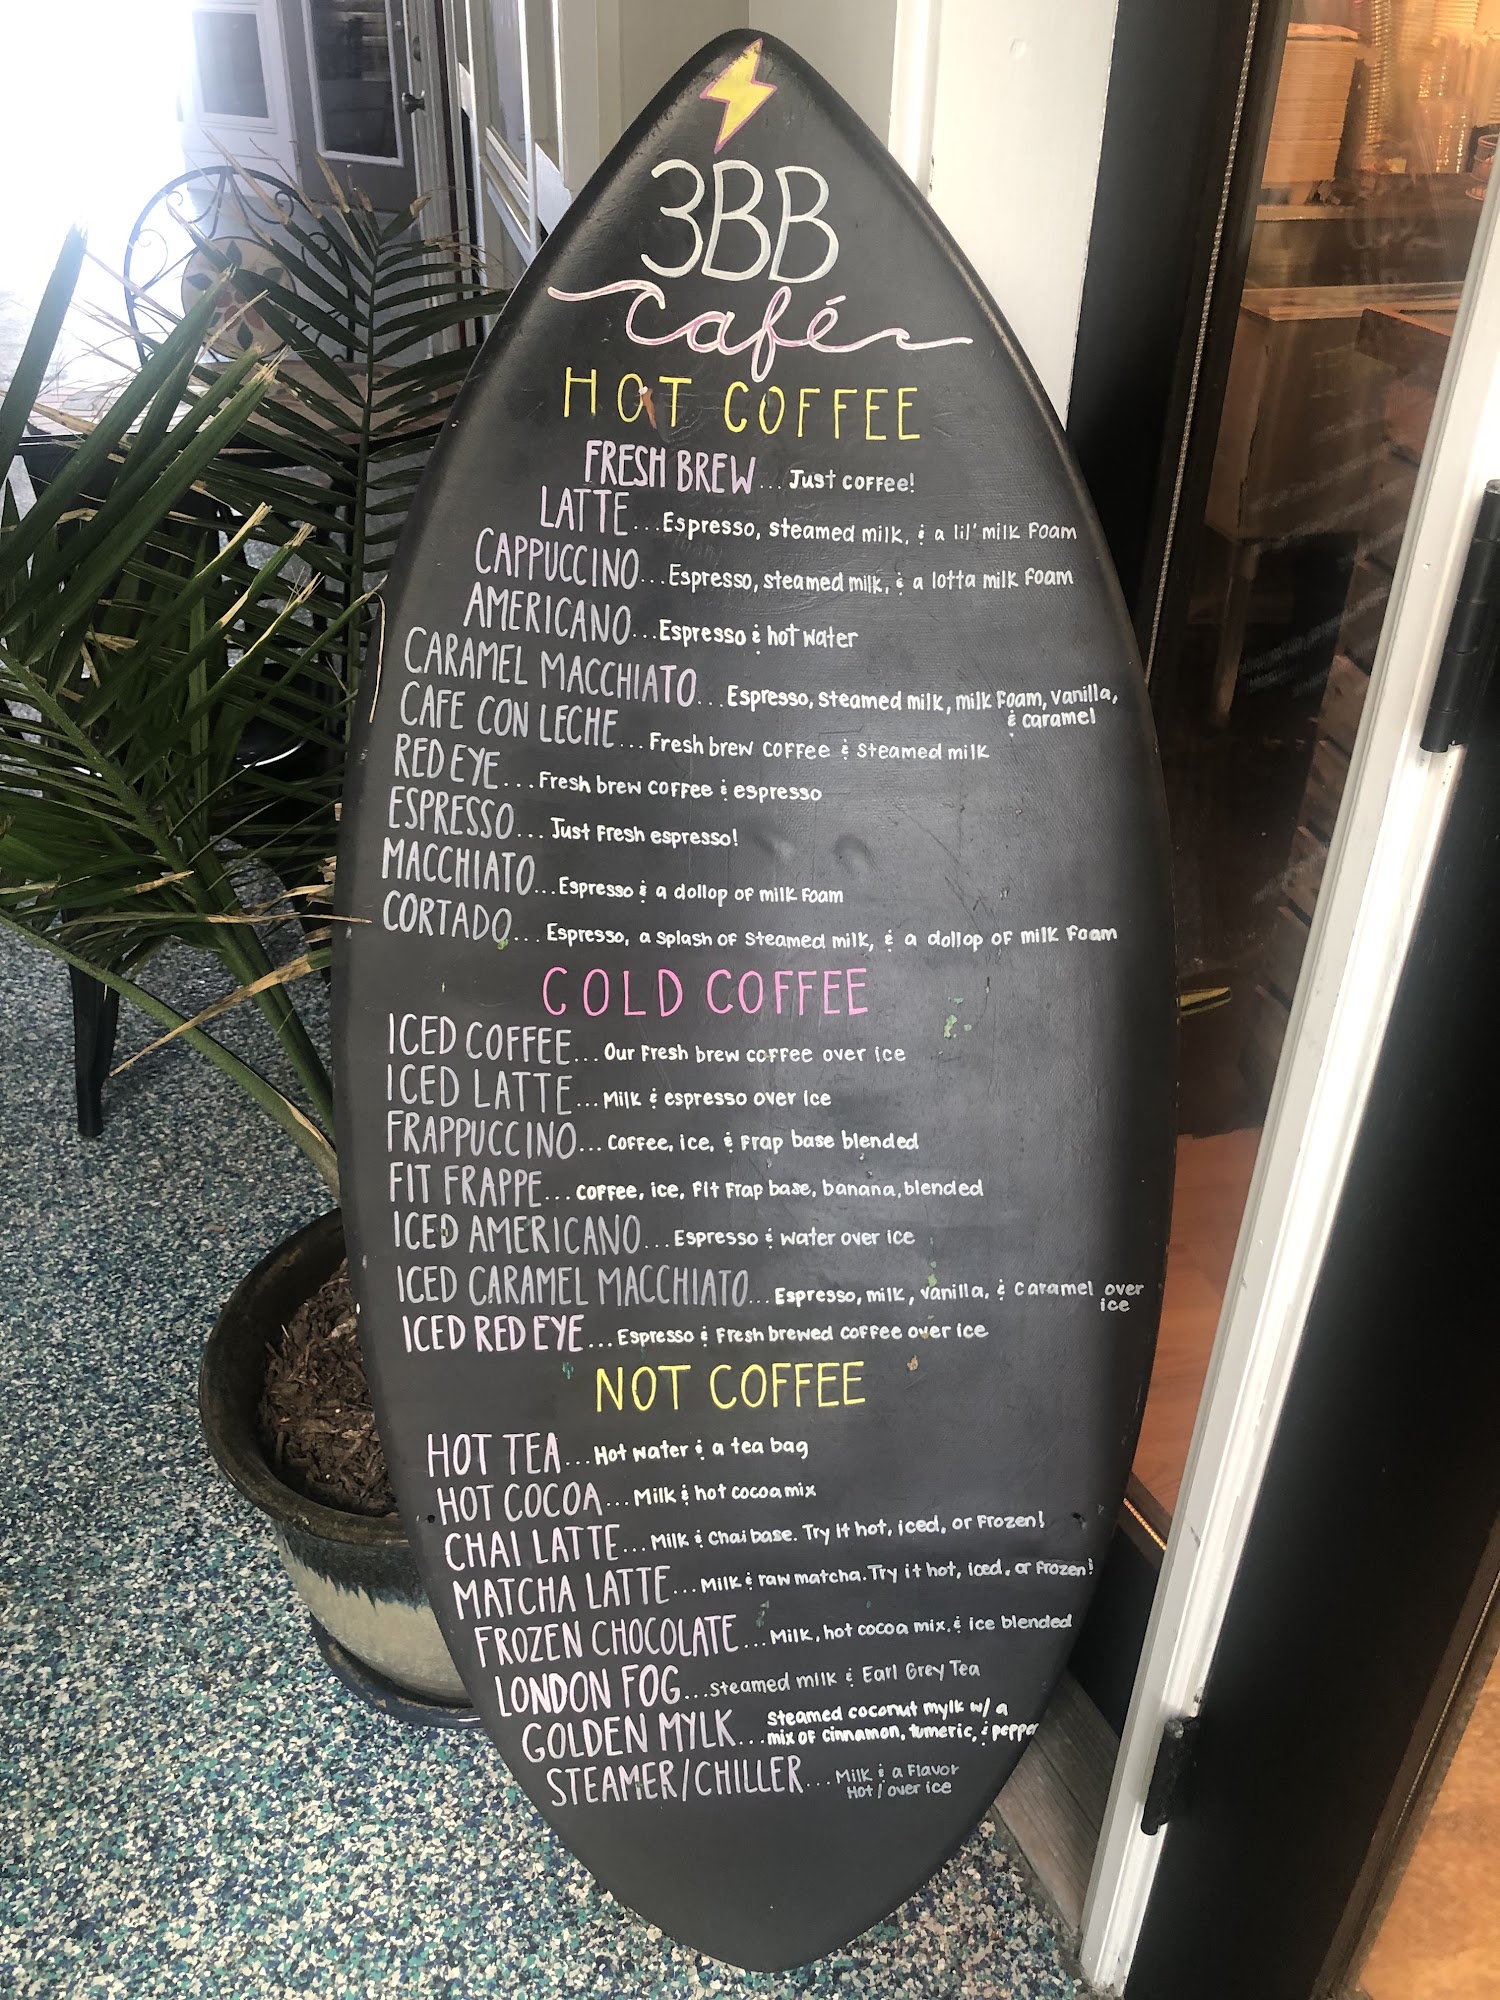 3BB
café
HOT COFFEE
FRESH BREW... Just coffee!
LATTE...Espresso, steamed milk, & a lil' milk foam
CAPPUCCINO...Espresso, steamed milk, & a lotta milk foam
AMERICANO...Espresso & hot water
CARAMEL MACCHIATO...Espresso, steamed milk, milk foam, vanilla,
& caramel
CAFE CON LECHE...Fresh brew coffee & steamed milk
RED EYE...Fresh brew coffee & espresso
ESPRESSO...Just fresh espresso!
MACCHIATO...Espresso & a dollop of milk foam
CORTADO...Espresso, a splash of steamed milk, & a dollop of milk foam
COLD COFFEE
ICED COFFEE...Our fresh brew coffee over ice
ICED LATTE...Milk & espresso over ice
FRAPPUCCINO...Coffee, ice, & frap base blended
FIT FRAPPE...coffee, ice, fit frap base, banana, blended
ICED AMERICANO...Espresso & water over ice
ICED CARAMEL MACCHIATO...Espresso, milk, vanilla, & caramel over
ice
ICED RED EYE...Espresso & fresh brewed coffee over ice
NOT COFFEE
HOT TEA...Hot water & a tea bag
HOT COCOA...Milk & hot cocoa mix
CHAI LATTE...Milk & Chai base. Try it hot, iced, or frozen!
MATCHA LATTE...Milk & raw matcha. Try it hot, iced, or frozen!
FROZEN CHOCOLATE...Milk, hot cocoa mix, & ice blended
LONDON FOG...steamed milk & Earl Grey Tea
GOLDEN MYLK...steamed coconut mylk w/ a
mix of cinnamon, tumeric, & pepper
STEAMER/CHILLER...Milk & a flavor
Hot / over ice